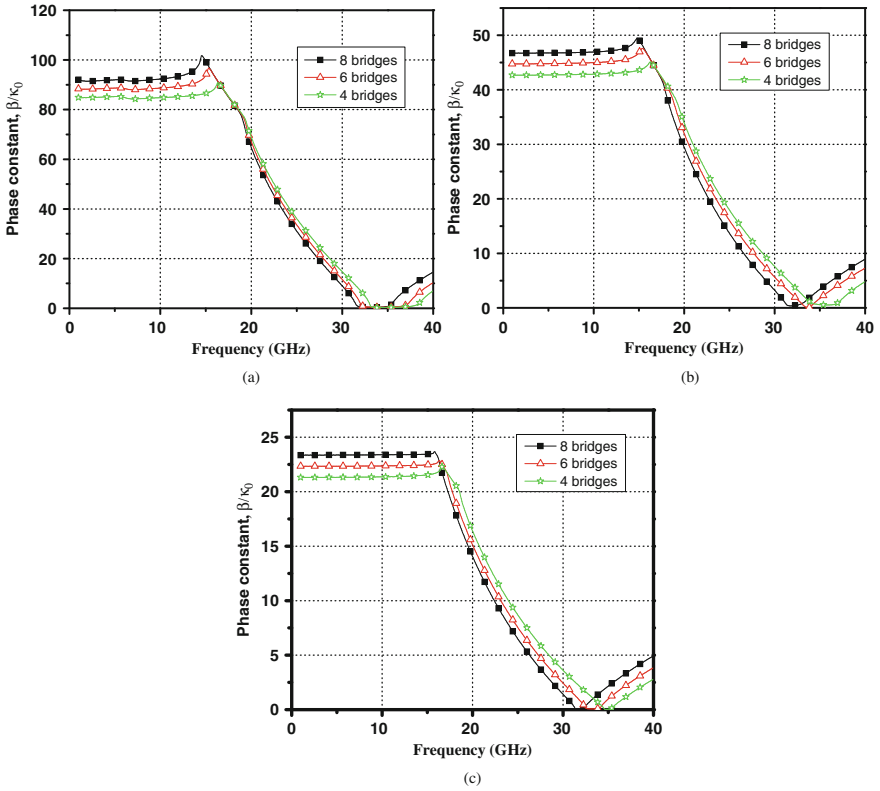 120
100
80
60
40
20
0
Phase constant, β/κ₀
8 bridges
6 bridges
4 bridges
0 10 20 30 40
Frequency (GHz)
(a)
50
40
30
20
10
0
Phase constant, β/κ₀
8 bridges
6 bridges
4 bridges
0 10 20 30 40
Frequency (GHz)
(b)
25
20
15
10
5
0
Phase constant, β/κ₀
8 bridges
6 bridges
4 bridges
0 10 20 30 40
Frequency (GHz)
(c)